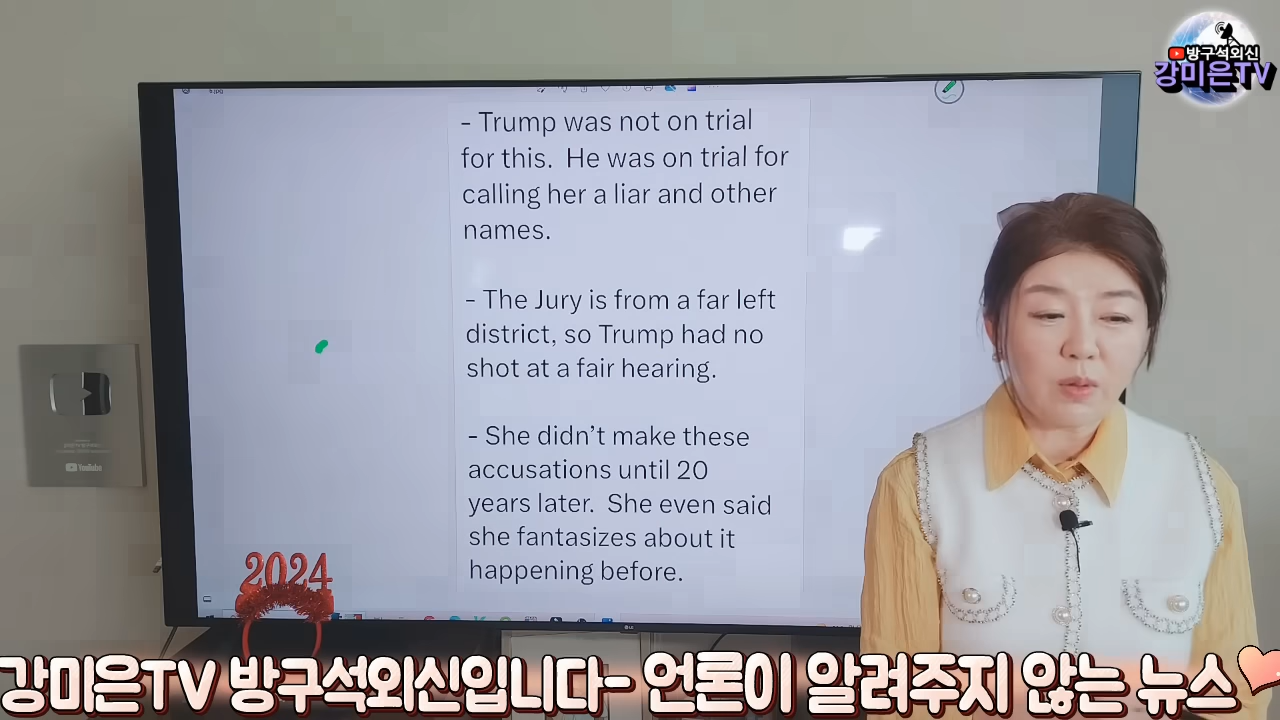 방구석외신
강미은TV
- Trump was not on trial
for this. He was on trial for
calling her a liar and other
names.
- The Jury is from a far left
district, so Trump had no
shot at a fair hearing.
- She didn't make these
accusations until 20
years later. She even said
she fantasizes about it
happening before.
YouTube
2024
LG
강미은TV 방구석외신입니다- 언론이 알려주지 않는 뉴스